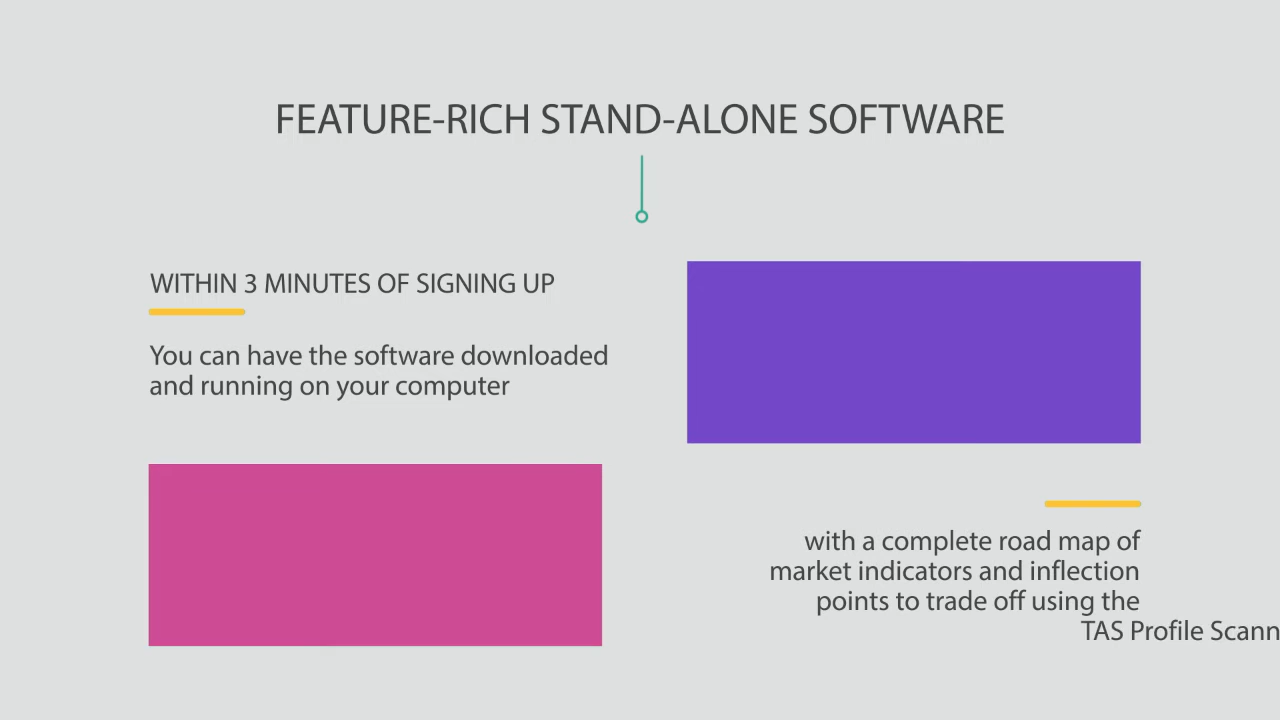 FEATURE-RICH STAND-ALONE SOFTWARE
WITHIN 3 MINUTES OF SIGNING UP
You can have the software downloaded
and running on your computer
with a complete road map of
market indicators and inflection
points to trade off using the
TAS Profile Scann